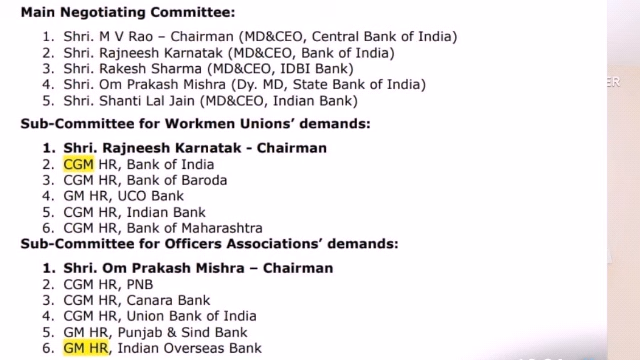 Main Negotiating Committee:
1. Shri. M V Rao – Chairman (MD&CEO, Central Bank of India)
2. Shri. Rajneesh Karnatak (MD&CEO, Bank of India)
3. Shri. Rakesh Sharma (MD&CEO, IDBI Bank)
4. Shri. Om Prakash Mishra (Dy. MD, State Bank of India)
5. Shri. Shanti Lal Jain (MD&CEO, Indian Bank)
ER
Sub-Committee for Workmen Unions’ demands:
1. Shri. Rajneesh Karnatak - Chairman
2. CGM HR, Bank of India
3. CGM HR, Bank of Baroda
4. GM HR, UCO Bank
5. CGM HR, Indian Bank
6. CGM HR, Bank of Maharashtra
Sub-Committee for Officers Associations’ demands:
1. Shri. Om Prakash Mishra – Chairman
2. CGM HR, PNB
3. CGM HR, Canara Bank
4. CGM HR, Union Bank of India
5. GM HR, Punjab & Sind Bank
6. GM HR, Indian Overseas Bank